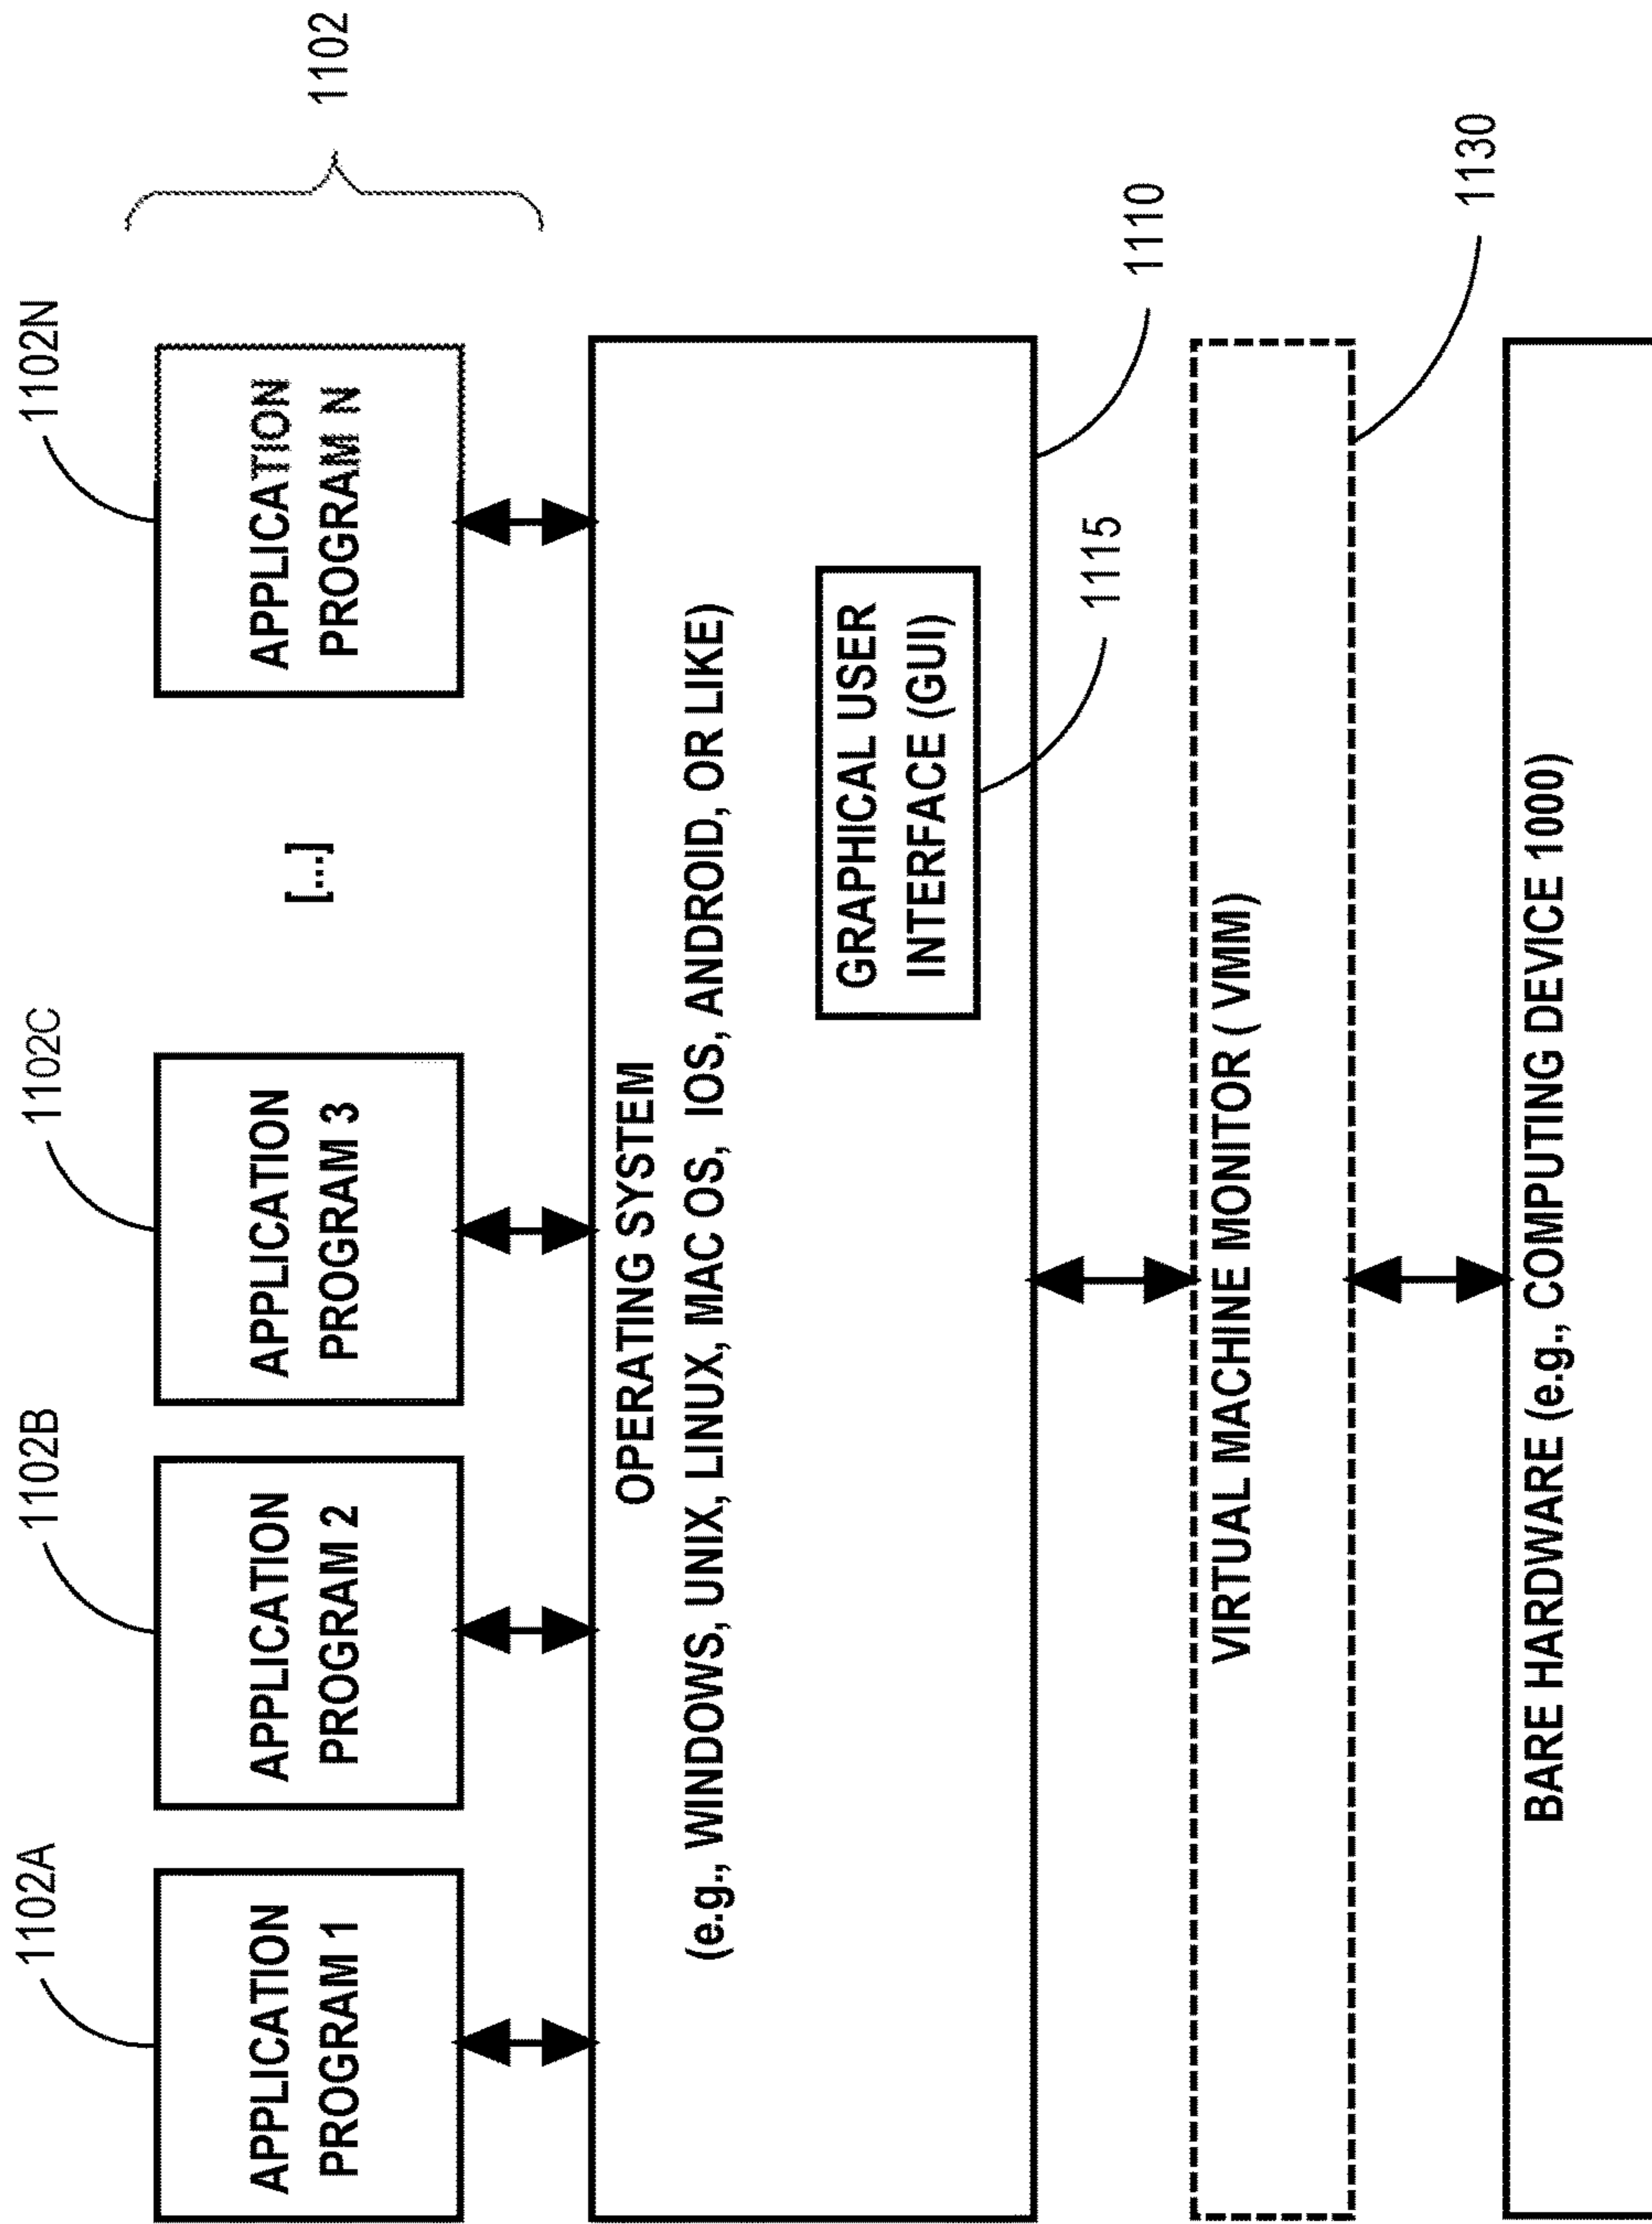 1102A
1102B
1102C
1102N
1102
APPLICATION
PROGRAM 1
APPLICATION
PROGRAM 2
APPLICATION
PROGRAM 3
[...]
APPLICATION
PROGRAM N
OPERATING SYSTEM
(e.g., WINDOWS, UNIX, LINUX, MAC OS, IOS, ANDROID, OR LIKE)
GRAPHICAL USER
INTERFACE (GUI)
1115
1110
VIRTUAL MACHINE MONITOR ( VMM)
1130
BARE HARDWARE (e.g., COMPUTING DEVICE 1000)